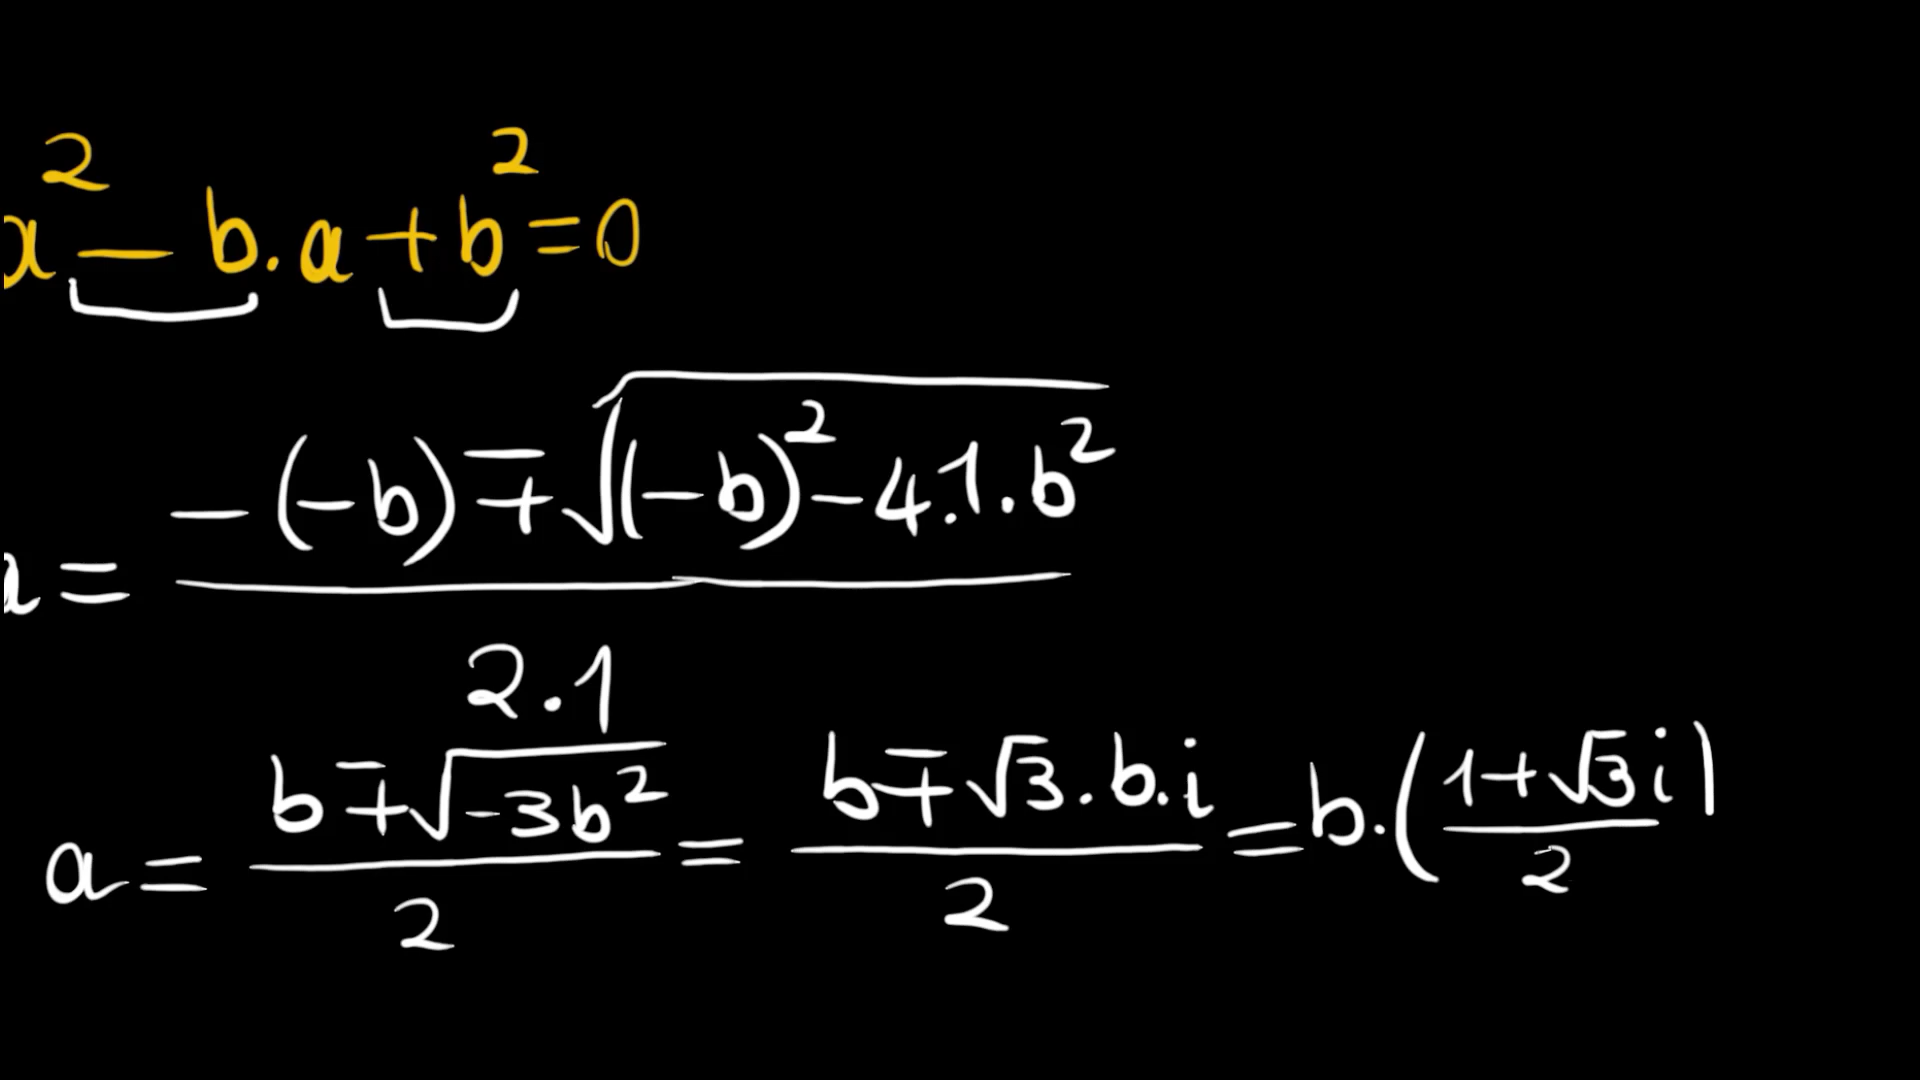 a² − b.a + b² = 0
a = −(−b) ∓ √((−b)² − 4.1.b²)
2.1
a = (b ∓ √(−3b²))/2 = (b ∓ √3.b.i)/2 = b.((1+√3i)/2)